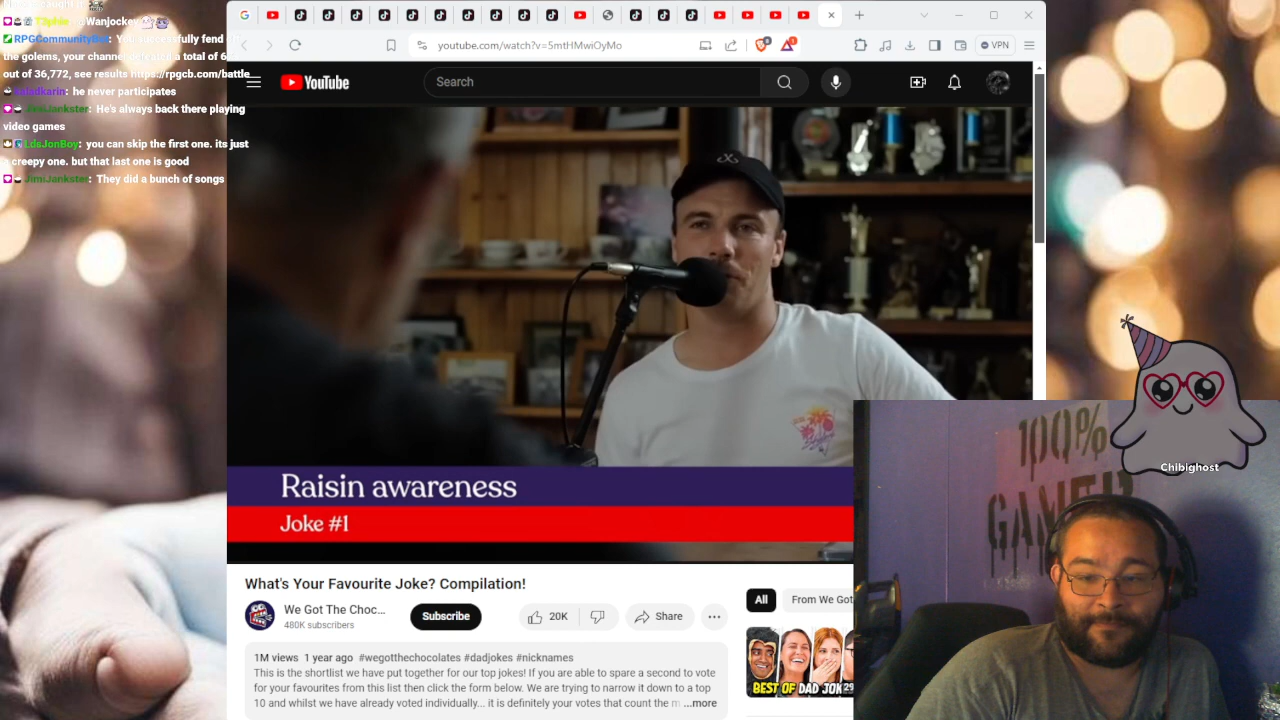 Wanjockey
RPGCommunity
the golems, your channel
out of 36,772, see results https://rpgcb.com/battle
he never participates
JimiJankster: He's always back there playing
video games
LdsJonBoy: you can skip the first one. its just
creepy one. but that last one is good
JimiJankster: They did a bunch of songs
youtube.com/watch?v=5mtHMwiOyMo
VPN
YouTube
Search
Raisin awareness
Joke #1
100%
Chibighost
What's Your Favourite Joke? Compilation!
We Got The Choc...
480K subscribers
Subscribe
20K
Share
All
From We Got
1M views 1 year ago #wegotthechocolates #dadjokes #nicknames
This is the shortlist we have put together for our top jokes! If you are able to spare a second to vote
for your favourites from this list then click the form below. We are trying to narrow it down to a top
10 and whilst we have already voted individually... it is definitely your votes that count the m ...more
BEST OF DAD JOK